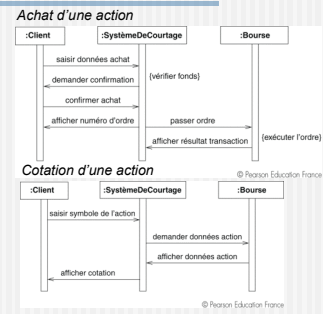 Achat d'une action
:Client :SystèmeDeCourtage :Bourse
saisir données achat
demander confirmation {vérifier fonds}
confirmer achat
afficher numéro d'ordre passer ordre
afficher résultat transaction {exécuter l'ordre}
© Pearson Education France
Cotation d'une action
:Client :SystèmeDeCourtage :Bourse
saisir symbole de l'action
demander données action
afficher données action
afficher cotation
© Pearson Education France